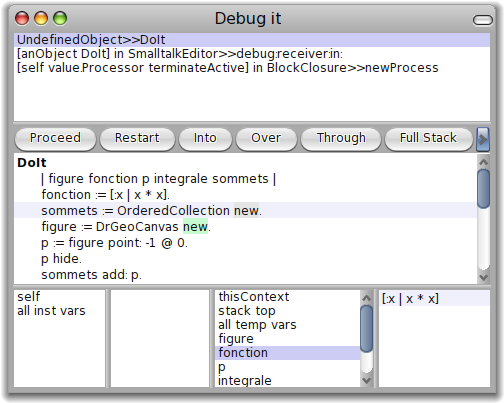 Debug it
UndefinedObject>>DoIt
[anObject DoIt] in SmalltalkEditor>>debug:receiver:in:
[self value.Processor terminateActive] in BlockClosure>>newProcess
Proceed Restart Into Over Through Full Stack
DoIt
| figure fonction p integrale sommets |
fonction := [:x | x * x].
sommets := OrderedCollection new.
figure := DrGeoCanvas new.
p := figure point: -1 @ 0.
p hide.
sommets add: p.
self
all inst vars
thisContext
stack top
all temp vars
figure
fonction
p
integrale
[:x | x * x]